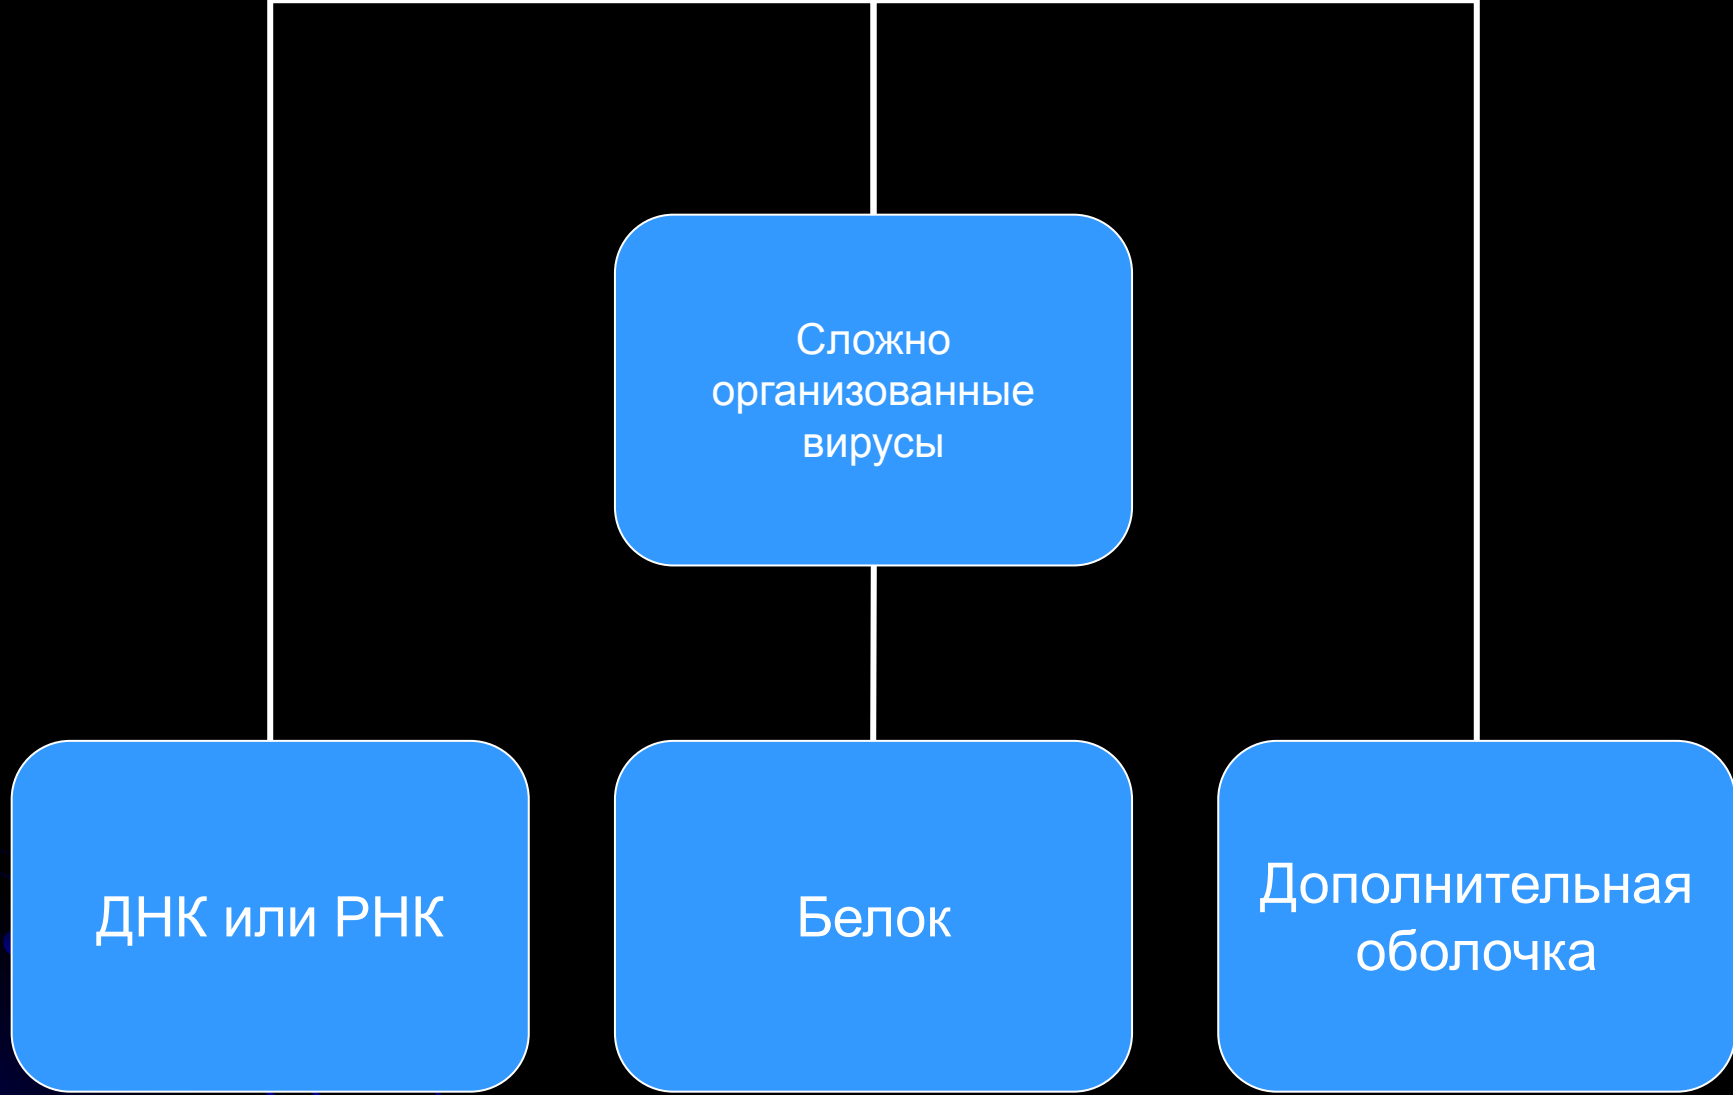 Сложно
организованные
вирусы
ДНК или РНК
Белок
Дополнительная
оболочка